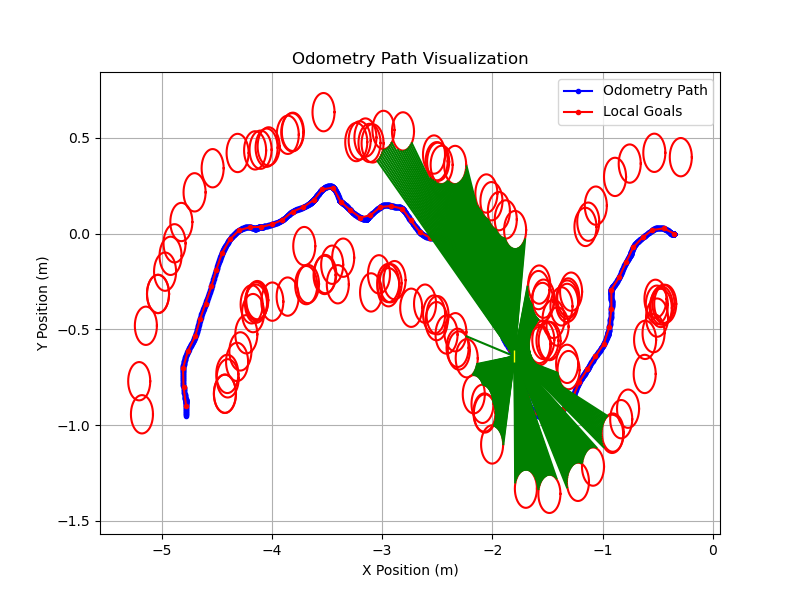 Odometry Path Visualization
Odometry Path
Local Goals
Y Position (m)
0.5
0.0
−0.5
−1.0
−1.5
−5 −4 −3 −2 −1 0
X Position (m)